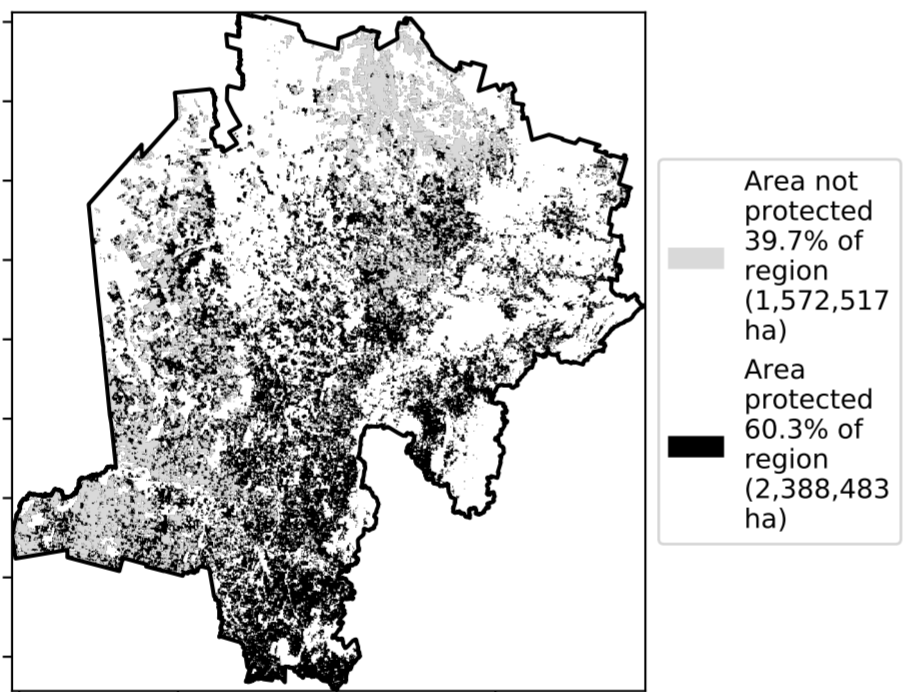 Area not
protected
39.7% of
region
(1,572,517
ha)
Area
protected
60.3% of
region
(2,388,483
ha)